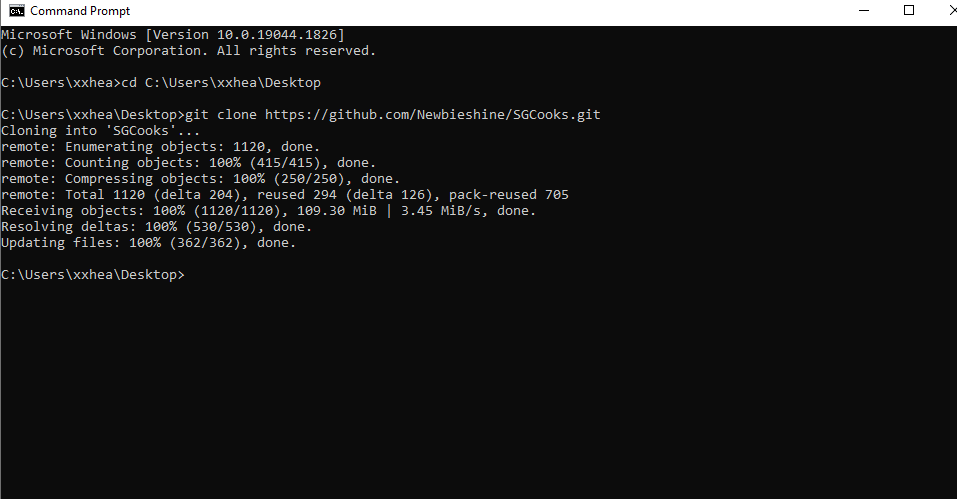 Command Prompt
Microsoft Windows [Version 10.0.19044.1826]
(c) Microsoft Corporation. All rights reserved.
C:\Users\xxhea>cd C:\Users\xxhea\Desktop
C:\Users\xxhea\Desktop>git clone https://github.com/Newbieshine/SGCooks.git
Cloning into 'SGCooks'...
remote: Enumerating objects: 1120, done.
remote: Counting objects: 100% (415/415), done.
remote: Compressing objects: 100% (250/250), done.
remote: Total 1120 (delta 204), reused 294 (delta 126), pack-reused 705
Receiving objects: 100% (1120/1120), 109.30 MiB | 3.45 MiB/s, done.
Resolving deltas: 100% (530/530), done.
Updating files: 100% (362/362), done.
C:\Users\xxhea\Desktop>